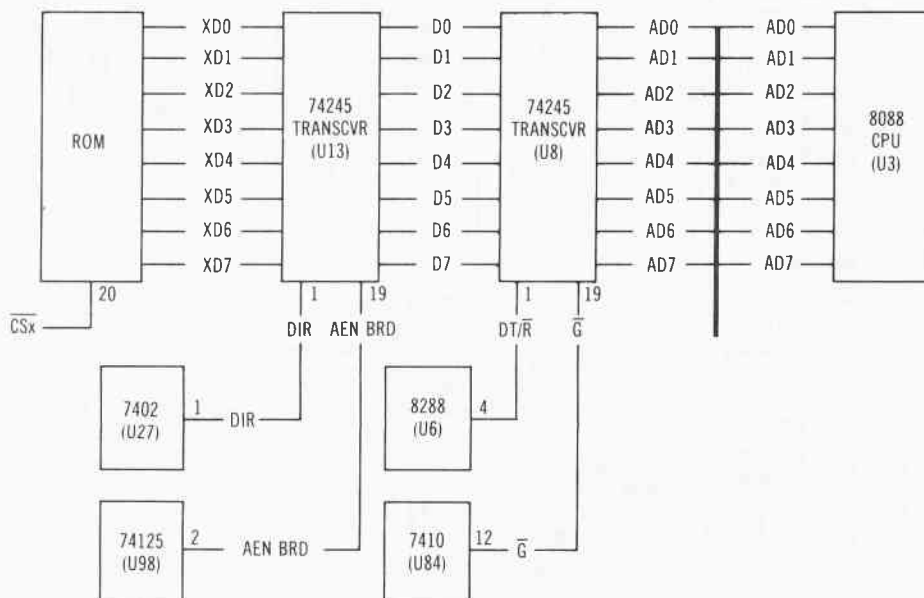 XD0 D0 AD0 AD0
XD1 D1 AD1 AD1
XD2 D2 AD2 AD2
74245 74245 8088
ROM XD3 TRANSCVR D3 TRANSCVR AD3 AD3 CPU
(U13) (U8) (U3)
XD4 D4 AD4 AD4
XD5 D5 AD5 AD5
XD6 D6 AD6 AD6
XD7 D7 AD7 AD7
20 1 19 1 19
C̅S̅x̅ DIR AEN BRD DT/R̅ G̅
7402 1 DIR 8288 4
(U27) (U6)
74125 2 AEN BRD 7410 12 G̅
(U98) (U84)